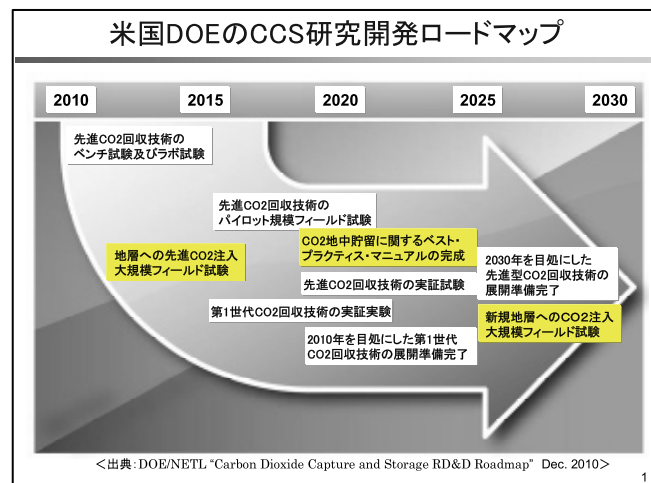 米国DOEのCCS研究開発ロードマップ
2010 2015 2020 2025 2030
先進CO2回収技術の
ベンチ試験及びラボ試験
先進CO2回収技術の
パイロット規模フィールド試験
CO2地中貯留に関するベスト・
プラクティス・マニュアルの完成
地層への先進CO2注入
大規模フィールド試験
2030年を目処にした
先進型CO2回収技術の
展開準備完了
先進CO2回収技術の実証試験
第1世代CO2回収技術の実証実験
新規地層へのCO2注入
大規模フィールド試験
2010年を目処にした第1世代
CO2回収技術の展開準備完了
＜出典：DOE/NETL “Carbon Dioxide Capture and Storage RD&D Roadmap” Dec. 2010＞
1